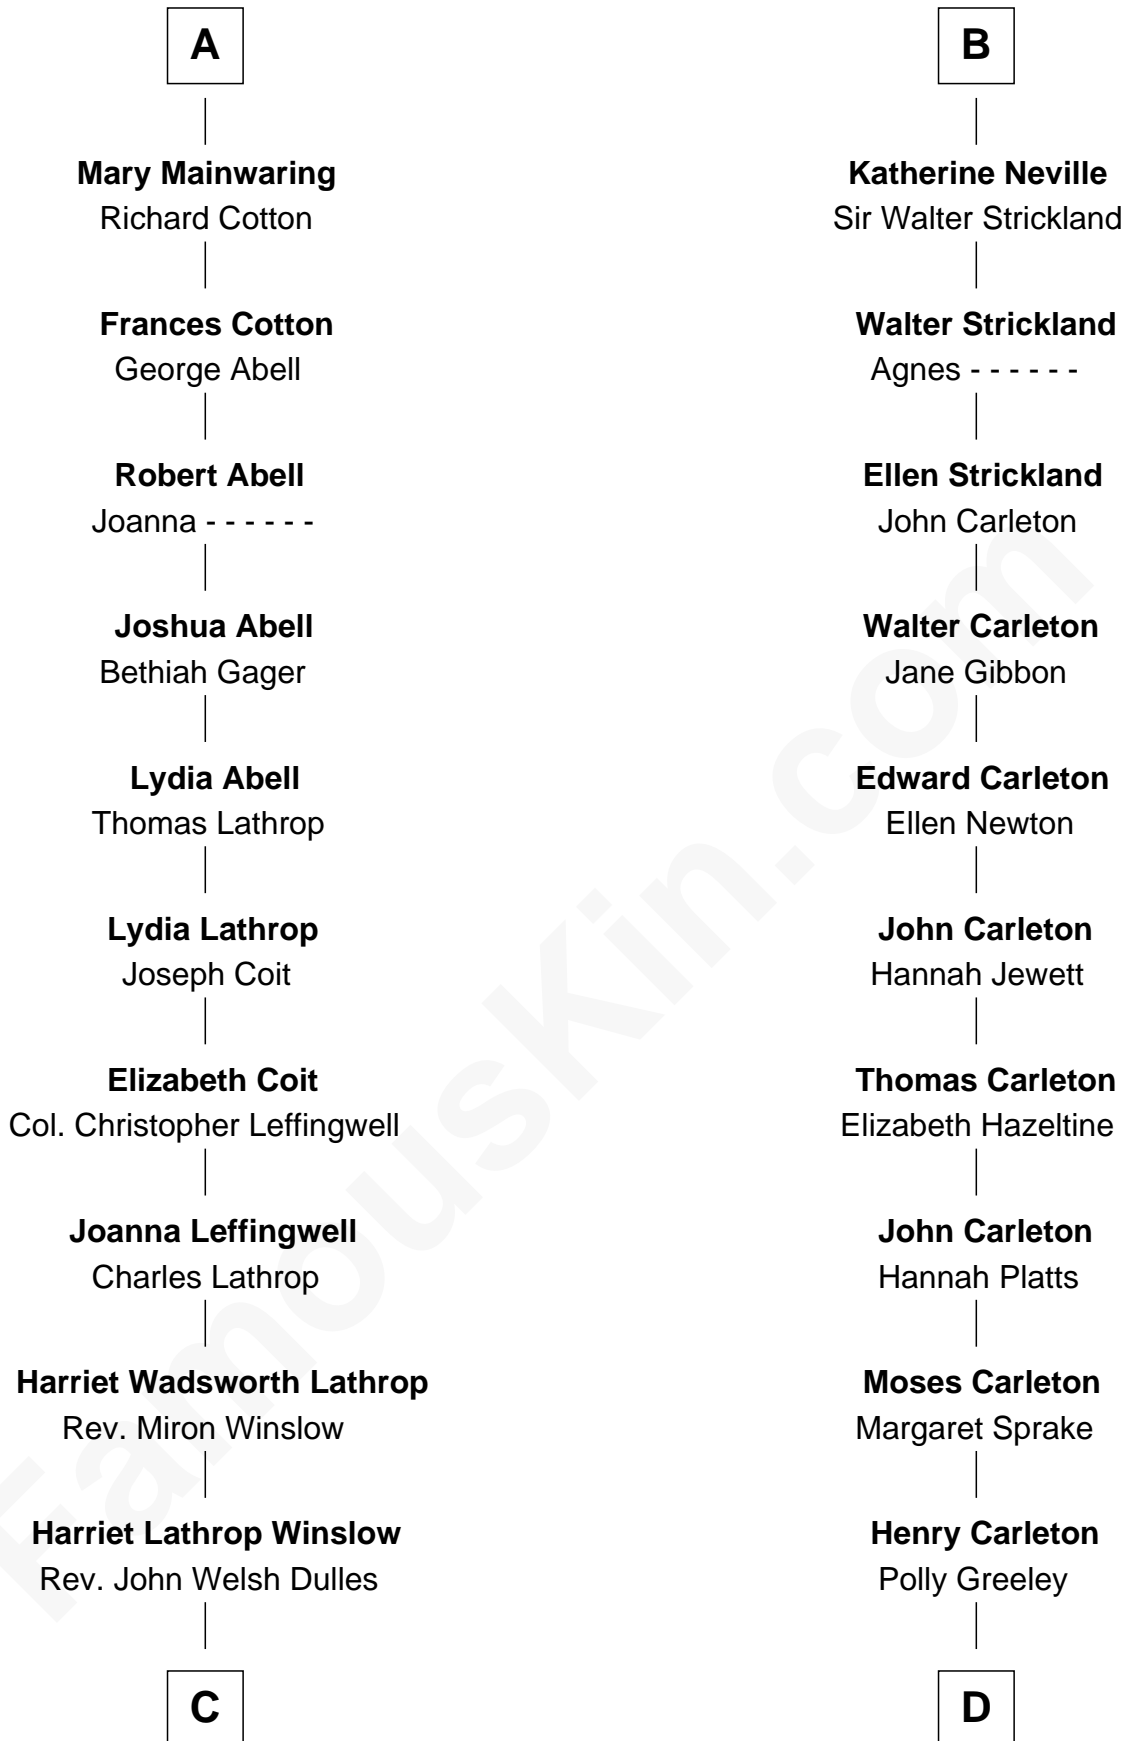 A
Mary Mainwaring
Richard Cotton
Frances Cotton
George Abell
Robert Abell
Joanna - - - - - -
Joshua Abell
Bethiah Gager
Lydia Abell
Thomas Lathrop
Lydia Lathrop
Joseph Coit
Elizabeth Coit
Col. Christopher Leffingwell
Joanna Leffingwell
Charles Lathrop
Harriet Wadsworth Lathrop
Rev. Miron Winslow
Harriet Lathrop Winslow
Rev. John Welsh Dulles
C
B
Katherine Neville
Sir Walter Strickland
Walter Strickland
Agnes - - - - - -
Ellen Strickland
John Carleton
Walter Carleton
Jane Gibbon
Edward Carleton
Ellen Newton
John Carleton
Hannah Jewett
Thomas Carleton
Elizabeth Hazeltine
John Carleton
Hannah Platts
Moses Carleton
Margaret Sprake
Henry Carleton
Polly Greeley
D
FamousKin.com